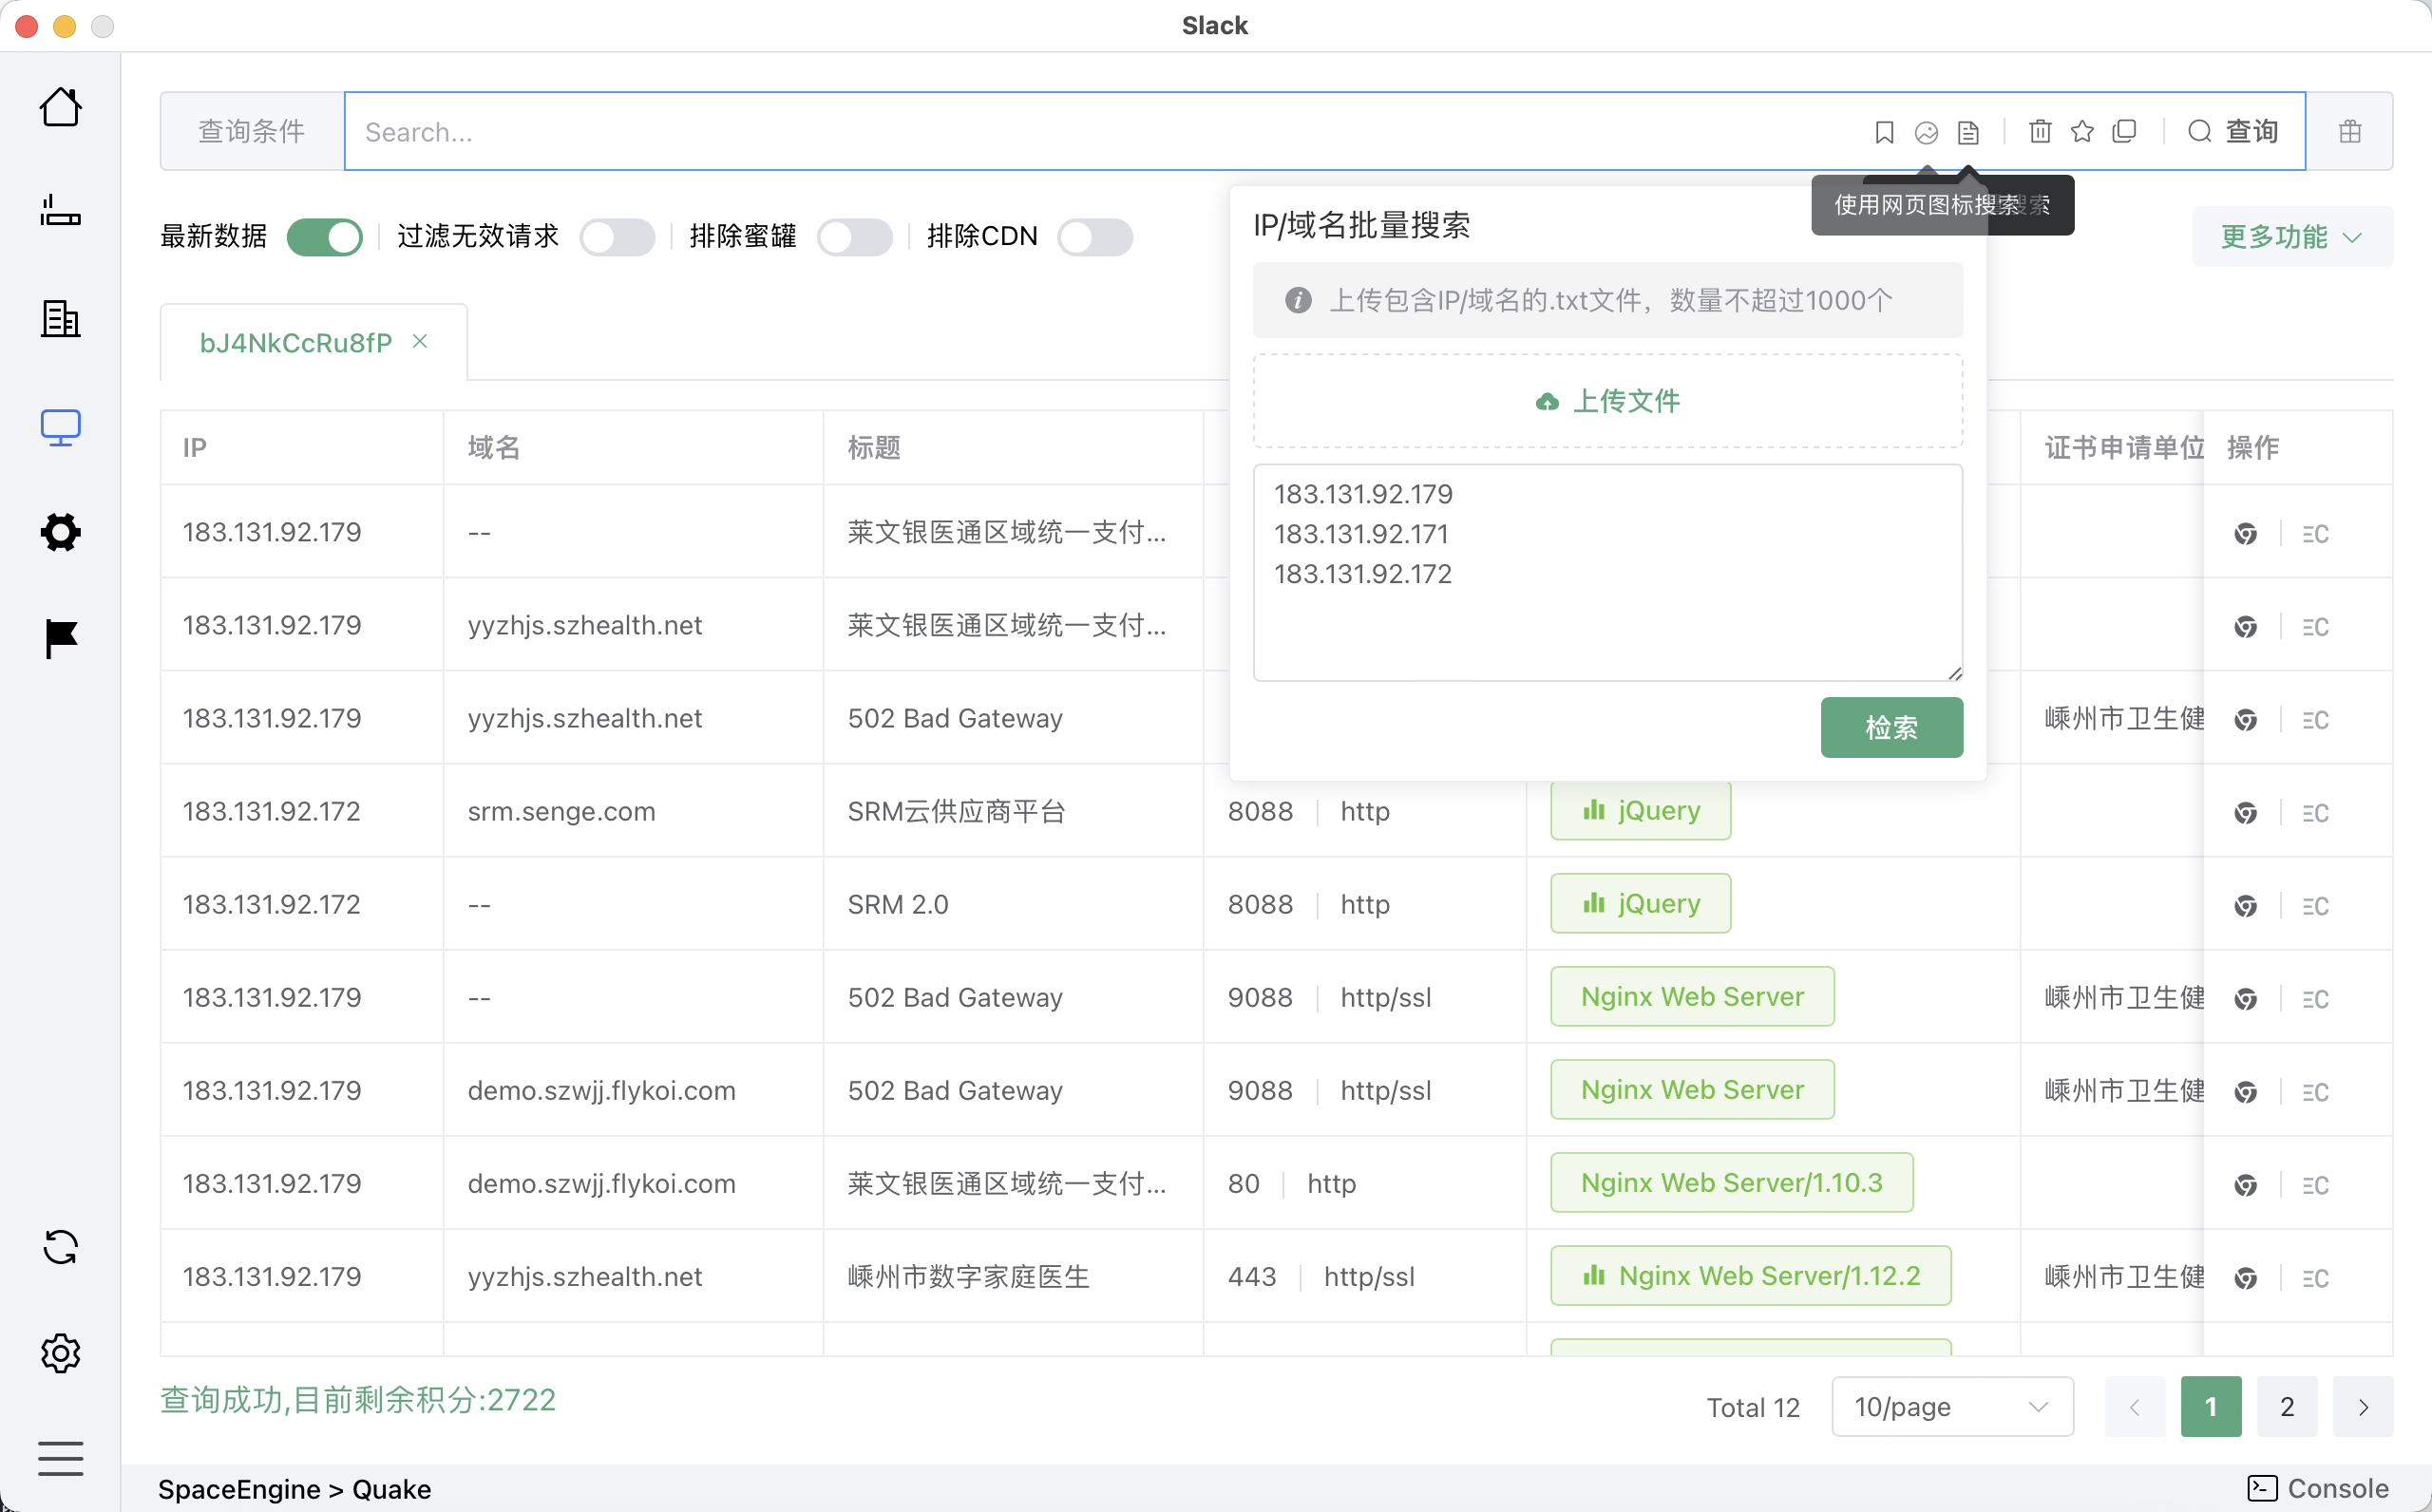 Slack
查询条件
Search...
查询
使用网页图标搜索
最新数据
过滤无效请求
排除蜜罐
排除CDN
更多功能
IP/域名批量搜索
上传包含IP/域名的.txt文件，数量不超过1000个
上传文件
183.131.92.179
183.131.92.171
183.131.92.172
检索
bJ4NkCcRu8fP
IP 域名 标题 证书申请单位 操作
183.131.92.179 -- 莱文银医通区域统一支付...
183.131.92.179 yyzhjs.szhealth.net 莱文银医通区域统一支付...
183.131.92.179 yyzhjs.szhealth.net 502 Bad Gateway 嵊州市卫生健
183.131.92.172 srm.senge.com SRM云供应商平台 8088 http jQuery
183.131.92.172 -- SRM 2.0 8088 http jQuery
183.131.92.179 -- 502 Bad Gateway 9088 http/ssl Nginx Web Server 嵊州市卫生健
183.131.92.179 demo.szwjj.flykoi.com 502 Bad Gateway 9088 http/ssl Nginx Web Server 嵊州市卫生健
183.131.92.179 demo.szwjj.flykoi.com 莱文银医通区域统一支付... 80 http Nginx Web Server/1.10.3
183.131.92.179 yyzhjs.szhealth.net 嵊州市数字家庭医生 443 http/ssl Nginx Web Server/1.12.2 嵊州市卫生健
查询成功,目前剩余积分:2722
Total 12 10/page 1 2
SpaceEngine > Quake
Console